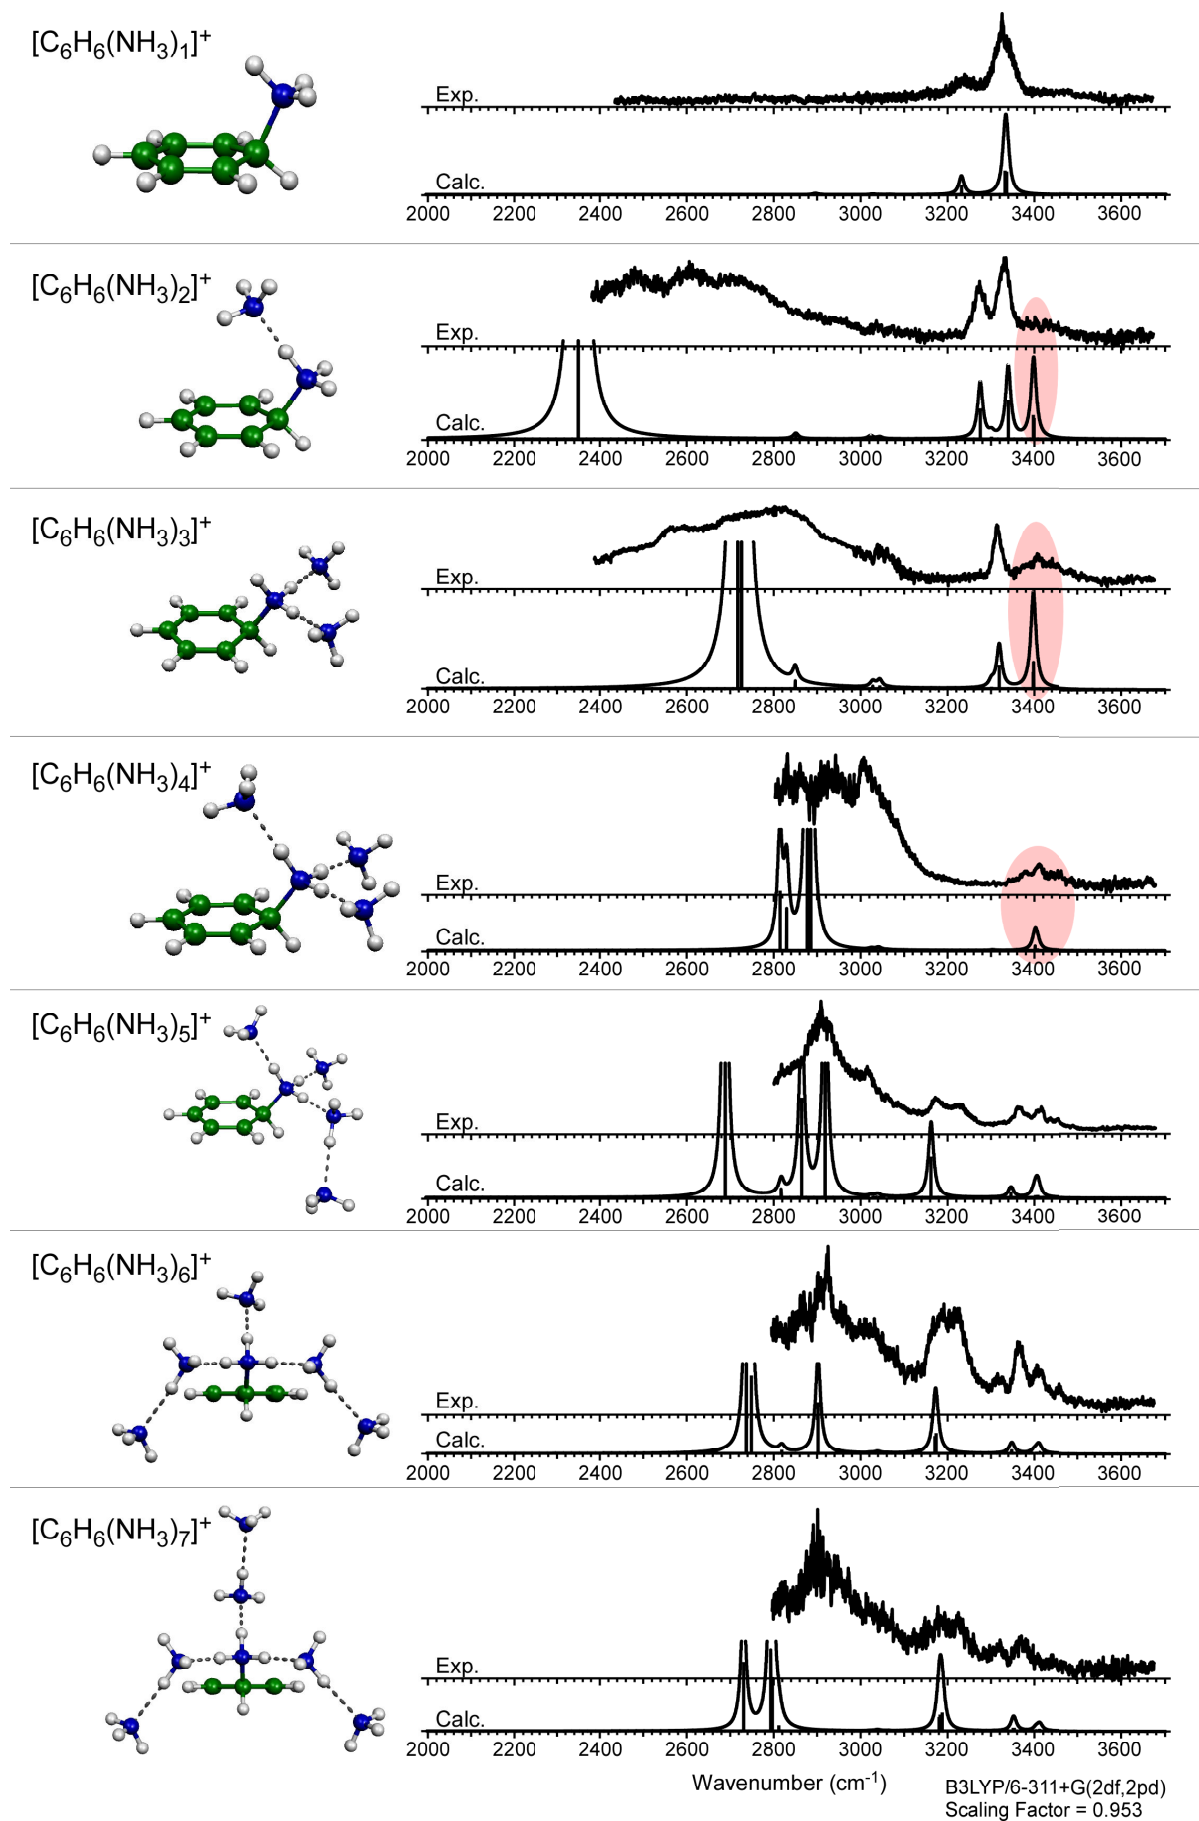 [C6H6(NH3)1]+
Exp.
Calc.
2000 2200 2400 2600 2800 3000 3200 3400 3600
[C6H6(NH3)2]+
Exp.
Calc.
2000 2200 2400 2600 2800 3000 3200 3400 3600
[C6H6(NH3)3]+
Exp.
Calc.
2000 2200 2400 2600 2800 3000 3200 3400 3600
[C6H6(NH3)4]+
Exp.
Calc.
2000 2200 2400 2600 2800 3000 3200 3400 3600
[C6H6(NH3)5]+
Exp.
Calc.
2000 2200 2400 2600 2800 3000 3200 3400 3600
[C6H6(NH3)6]+
Exp.
Calc.
2000 2200 2400 2600 2800 3000 3200 3400 3600
[C6H6(NH3)7]+
Exp.
Calc.
2000 2200 2400 2600 2800 3000 3200 3400 3600
Wavenumber (cm-1)
B3LYP/6-311+G(2df,2pd)
Scaling Factor = 0.953